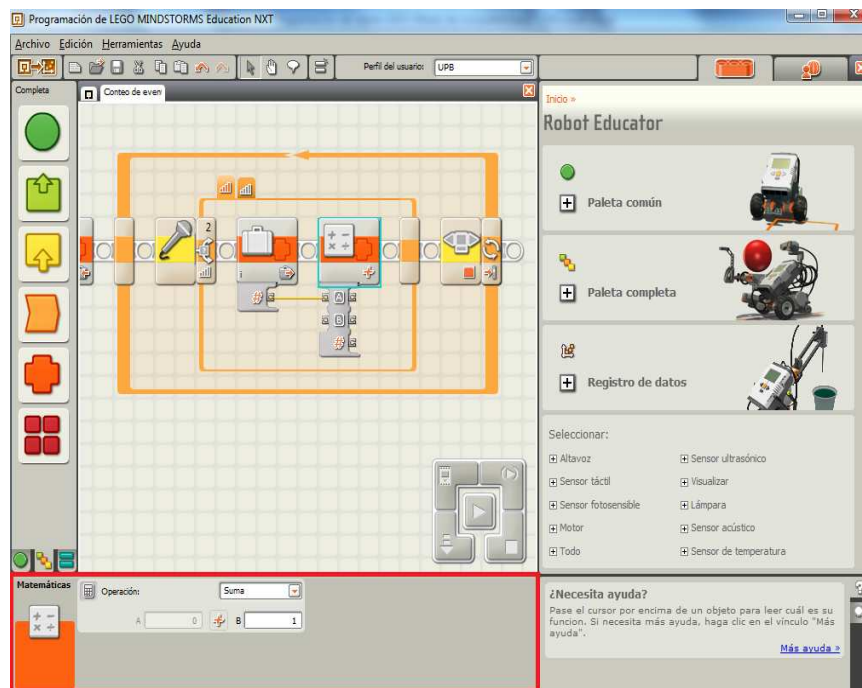 Programación de LEGO MINDSTORMS Education NXT
Archivo Edición Herramientas Ayuda
Perfil del usuario: UPB
Completa
Conteo de even
2
i
#
A
B
#
Inicio »
Robot Educator
Paleta común
Paleta completa
Registro de datos
Seleccionar:
Altavoz
Sensor ultrasónico
Sensor táctil
Visualizar
Sensor fotosensible
Lámpara
Motor
Sensor acústico
Todo
Sensor de temperatura
Matemáticas
Operación: Suma
A 0 B 1
¿Necesita ayuda?
Pase el cursor por encima de un objeto para leer cuál es su
funcion. Si necesita más ayuda, haga clic en el vínculo "Más
ayuda".
Más ayuda »